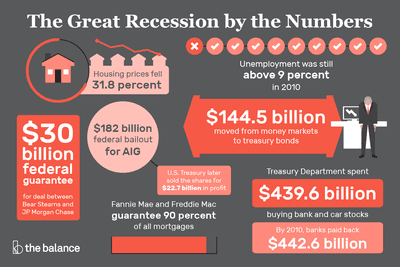 The Great Recession by the Numbers
Housing prices fell
31.8 percent
Unemployment was still
above 9 percent
in 2010
$30
billion
federal
guarantee
for deal between
Bear Stearns and
JP Morgan Chase
$182 billion
federal bailout
for AIG
U.S. Treasury later
sold the shares for
$22.7 billion in profit
$144.5 billion
moved from money markets
to treasury bonds
Fannie Mae and Freddie Mac
guarantee 90 percent
of all mortgages
Treasury Department spent
$439.6 billion
buying bank and car stocks
By 2010, banks paid back
$442.6 billion
the balance